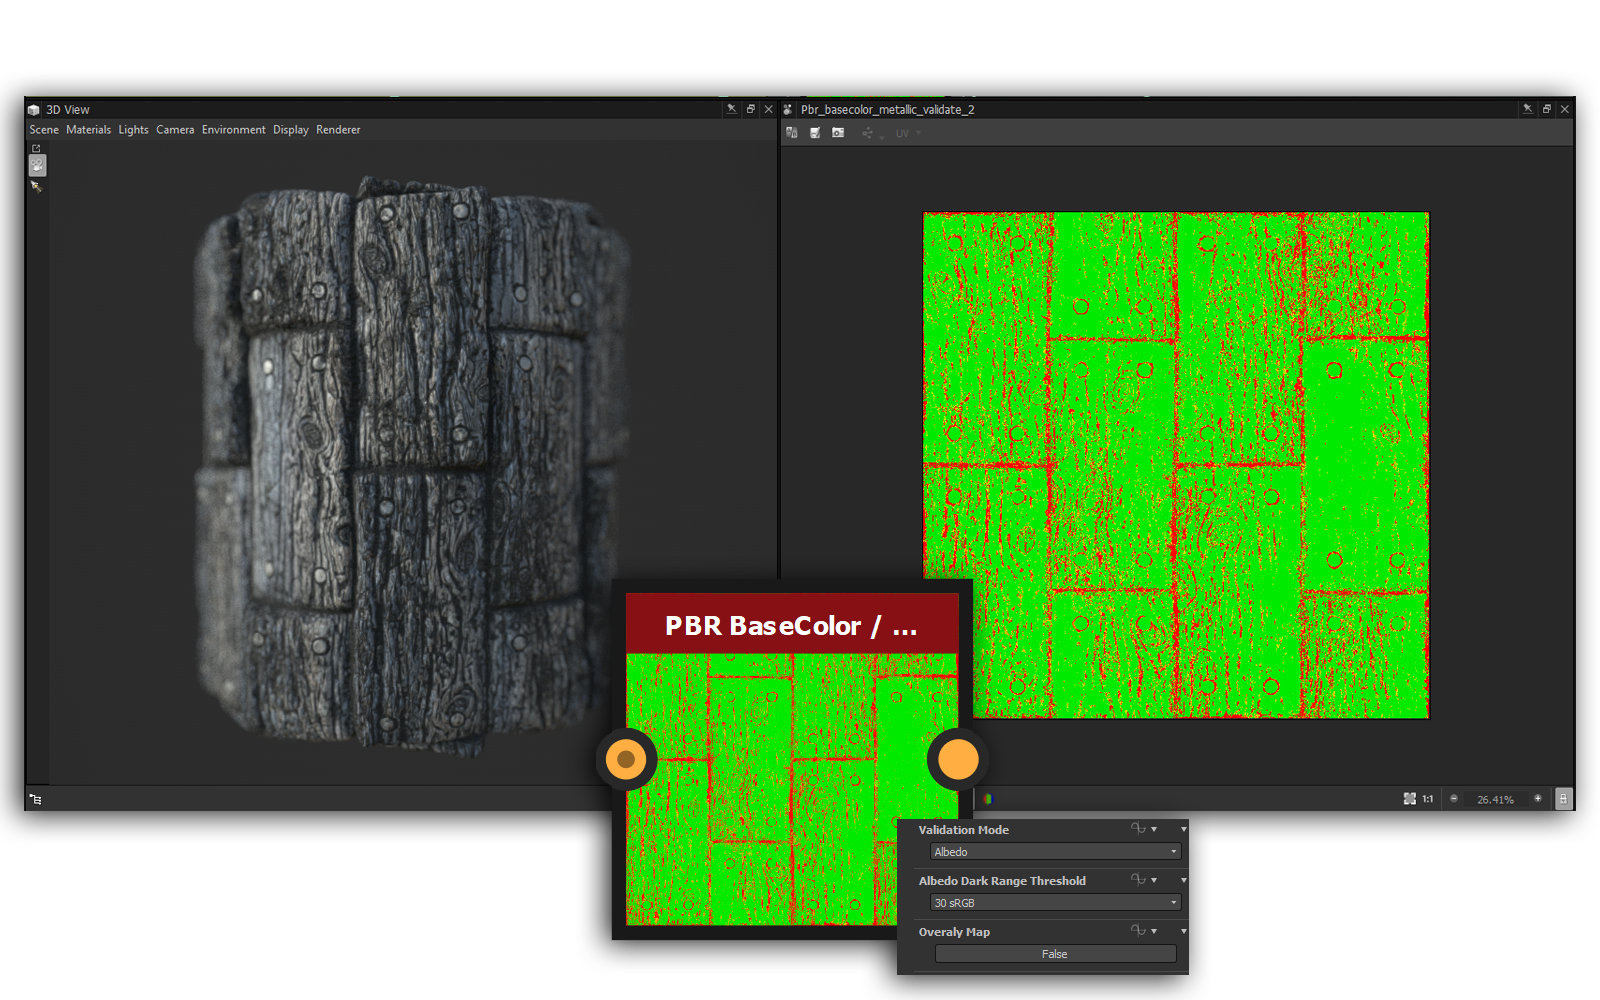 3D View
Scene Materials Lights Camera Environment Display Renderer
Pbr_basecolor_metallic_validate_2
UV
PBR BaseColor / ...
1:1
26.41%
Validation Mode
Albedo
Albedo Dark Range Threshold
30 sRGB
Overaly Map
False